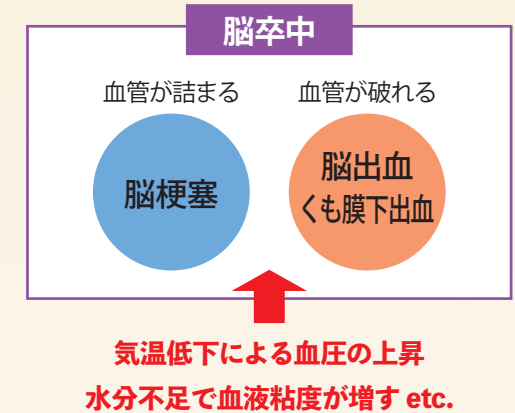 脳卒中
血管が詰まる
血管が破れる
脳梗塞
脳出血
くも膜下出血
気温低下による血圧の上昇
水分不足で血液粘度が増す etc.